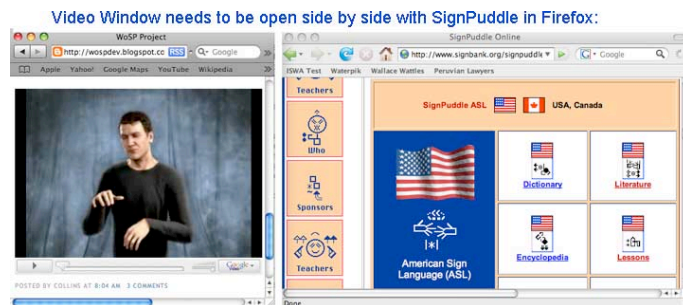 Video Window needs to be open side by side with SignPuddle in Firefox:
WoSP Project
http://wospdev.blogspot.cc RSS Google
Apple Yahoo! Google Maps YouTube Wikipedia
POSTED BY COLLINS AT 8:04 AM 3 COMMENTS
SignPuddle Online
http://www.signbank.org/signpuddle Google
ISWA Test Waterpik Wallace Wattles Peruvian Lawyers
Teachers
Who
Sponsors
Teachers
SignPuddle ASL USA, Canada
American Sign
Language (ASL)
Dictionary
Literature
Encyclopedia
Lessons
Done